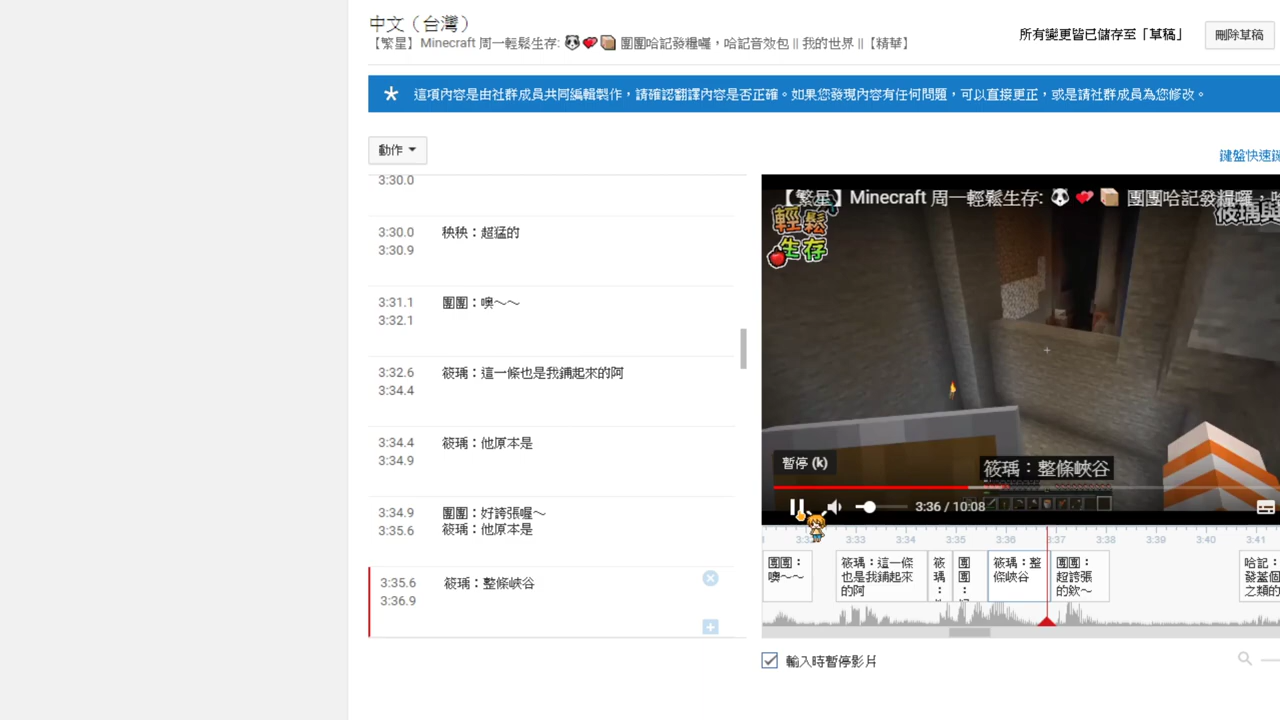 中文（台灣）
【繁星】Minecraft 周一輕鬆生存: 🐼💕📦 團團哈記發糧囉，哈記音效包 || 我的世界 ||【精華】
所有變更皆已儲存至「草稿」
刪除草稿
* 這項內容是由社群成員共同編輯製作，請確認翻譯內容是否正確。如果您發現內容有任何問題，可以直接更正，或是請社群成員為您修改。
動作
鍵盤快速鍵
3:30.0
3:30.0 秧秧：超猛的
3:30.9
3:31.1 團團：噢～～
3:32.1
3:32.6 筱瑀：這一條也是我鋪起來的阿
3:34.4
3:34.4 筱瑀：他原本是
3:34.9
3:34.9 團團：好誇張喔～
3:35.6 筱瑀：他原本是
3:35.6 筱瑀：整條峽谷
3:36.9
【繁星】Minecraft 周一輕鬆生存: 🐼💕📦 團團哈記發糧囉，哈
輕鬆
生存
筱瑀與
暫停 (k)
筱瑀：整條峽谷
3:36 / 10:08
3:33 3:34 3:35 3:36 3:37 3:38 3:39 3:40 3:41
團團：
噢～～
筱瑀：這一條
也是我鋪起來
的阿
筱
瑀
：
團
團
：
筱瑀：整
條峽谷
團團：
超誇張
的欸～
哈記：
發蓋個
之類的
輸入時暫停影片